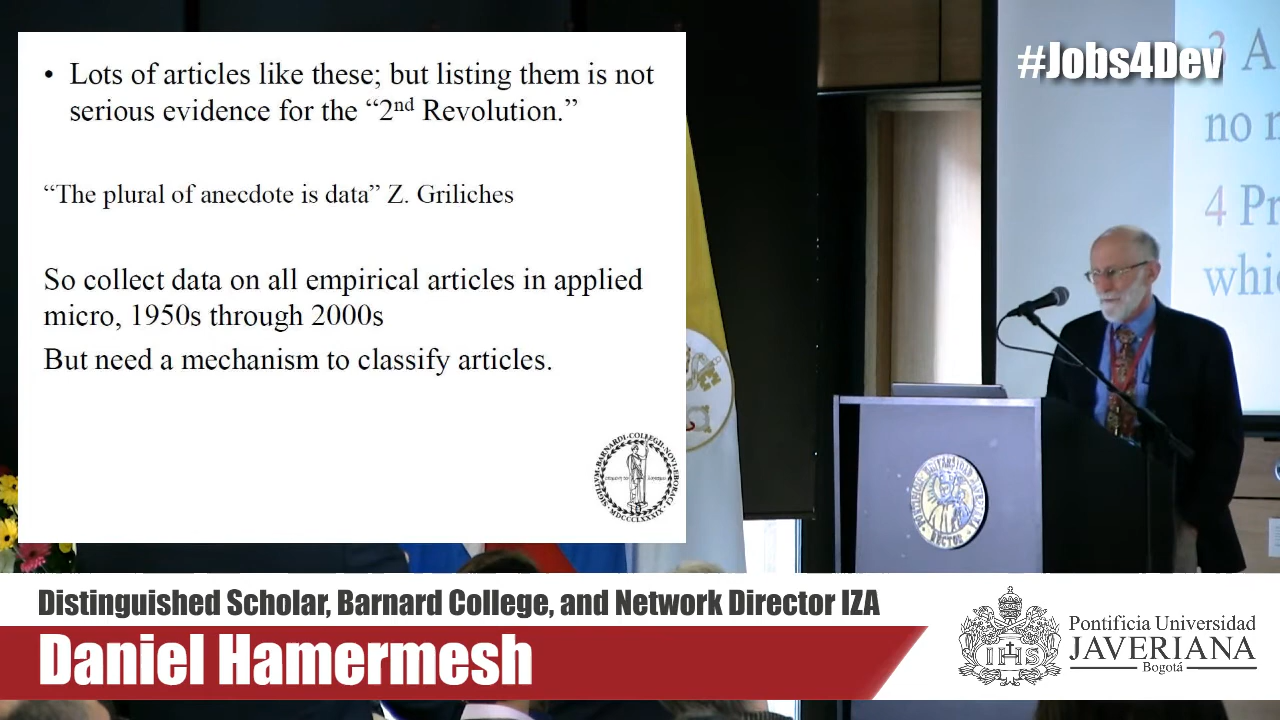 • Lots of articles like these; but listing them is not
serious evidence for the “2nd Revolution.”
“The plural of anecdote is data” Z. Griliches
So collect data on all empirical articles in applied
micro, 1950s through 2000s
But need a mechanism to classify articles.
#Jobs4Dev
3 A
no
4 Pr
whi
Distinguished Scholar, Barnard College, and Network Director IZA
Daniel Hamermesh
IHS
Pontificia Universidad
JAVERIANA
Bogotá